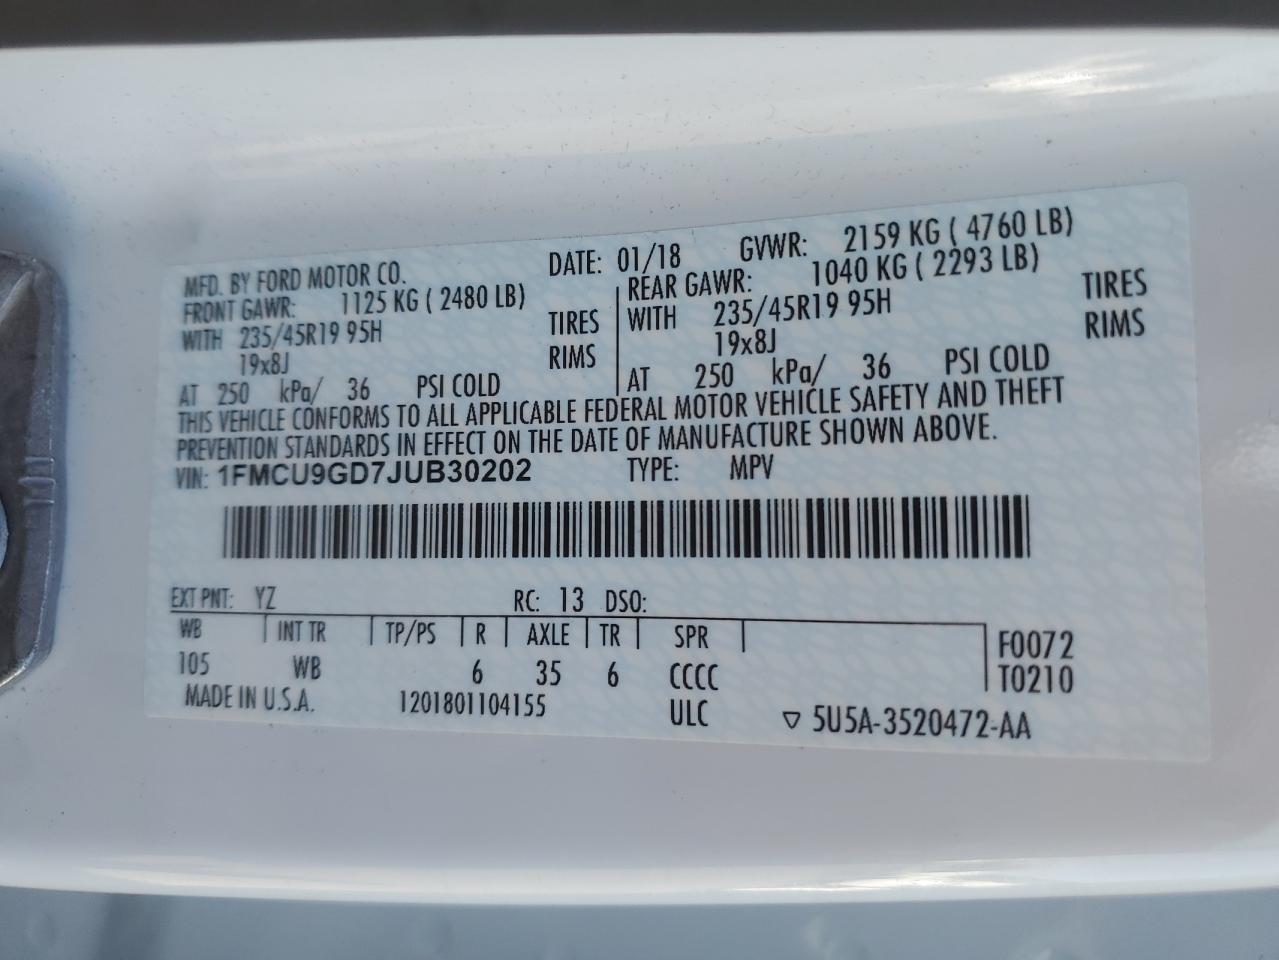 MFD. BY FORD MOTOR CO. DATE: 01/18 GVWR: 2159 KG ( 4760 LB)
FRONT GAWR: 1125 KG ( 2480 LB) REAR GAWR: 1040 KG ( 2293 LB)
WITH 235/45R19 95H TIRES WITH 235/45R19 95H TIRES
19x8J RIMS 19x8J RIMS
AT 250 kPa/ 36 PSI COLD AT 250 kPa/ 36 PSI COLD
THIS VEHICLE CONFORMS TO ALL APPLICABLE FEDERAL MOTOR VEHICLE SAFETY AND THEFT
PREVENTION STANDARDS IN EFFECT ON THE DATE OF MANUFACTURE SHOWN ABOVE.
VIN: 1FMCU9GD7JUB30202 TYPE: MPV
EXT PNT: YZ RC: 13 DSO:
WB INT TR TP/PS R AXLE TR SPR F0072
105 WB 6 35 6 CCCC T0210
MADE IN U.S.A. 1201801104155 ULC ▽ 5U5A-3520472-AA